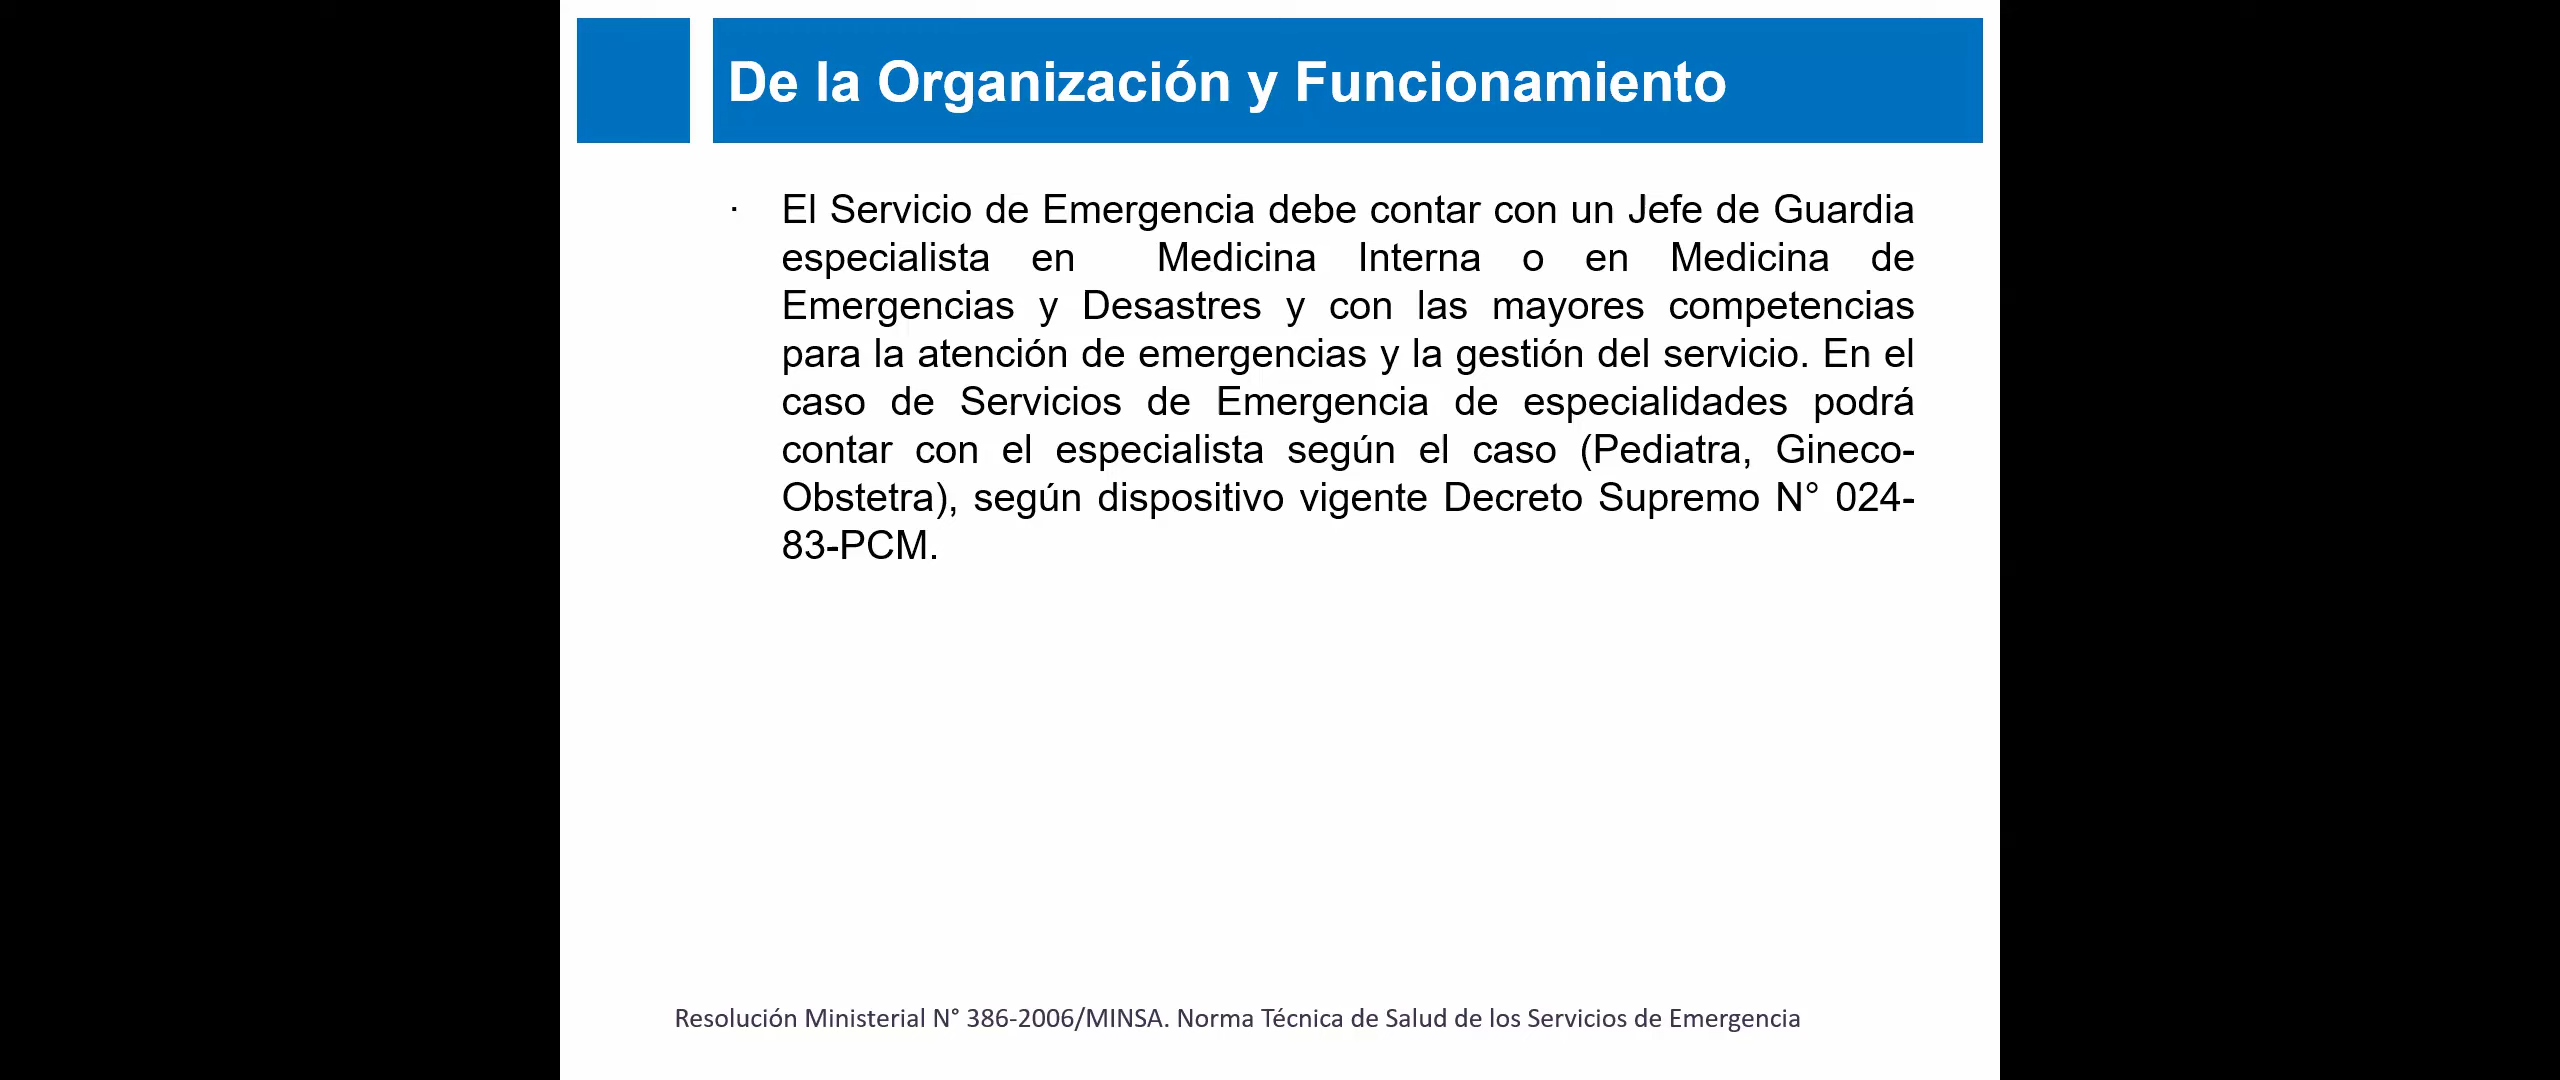 De la Organización y Funcionamiento
· El Servicio de Emergencia debe contar con un Jefe de Guardia
especialista en Medicina Interna o en Medicina de
Emergencias y Desastres y con las mayores competencias
para la atención de emergencias y la gestión del servicio. En el
caso de Servicios de Emergencia de especialidades podrá
contar con el especialista según el caso (Pediatra, Gineco-
Obstetra), según dispositivo vigente Decreto Supremo N° 024-
83-PCM.
Resolución Ministerial N° 386-2006/MINSA. Norma Técnica de Salud de los Servicios de Emergencia